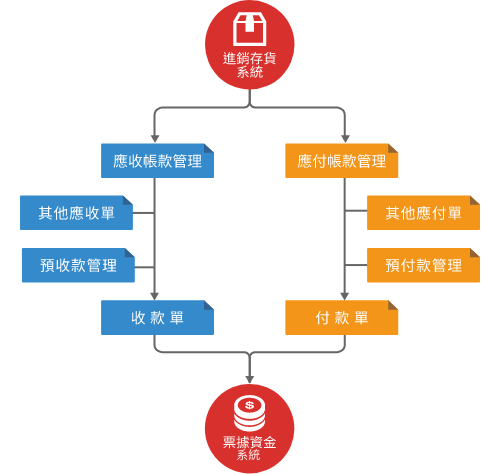 進銷存貨
系統
應收帳款管理
應付帳款管理
其他應收單
其他應付單
預收款管理
預付款管理
收 款 單
付 款 單
票據資金
系統